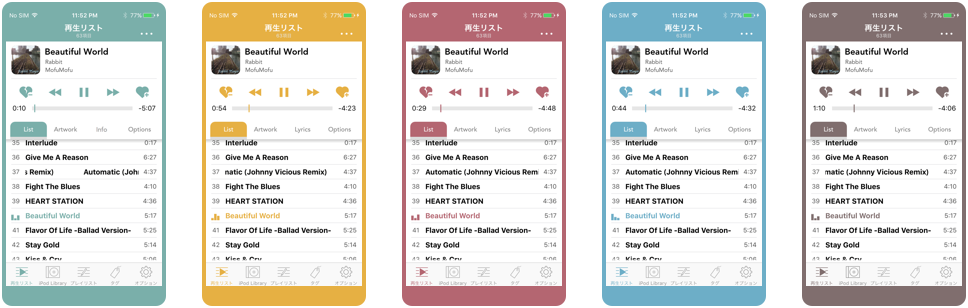 No SIM 11:52 PM 77%
再生リスト
Beautiful World
Rabbit
MofuMofu
0:10 -5:07
List Artwork Info Options
35 Interlude 0:17
36 Give Me A Reason 6:27
37 s Remix) Automatic (Joh 4:37
38 Fight The Blues 4:10
39 HEART STATION 4:36
Beautiful World 5:17
41 Flavor Of Life -Ballad Version- 5:25
42 Stay Gold 5:14
43 Kiss & Cry 5:06
再生リスト iPod Library プレイリスト タグ オプション
No SIM 11:52 PM 77%
再生リスト
Beautiful World
Rabbit
MofuMofu
0:54 -4:23
List Artwork Lyrics Options
35 Interlude 0:17
36 Give Me A Reason 6:27
37 matic (Johnny Vicious Remix) 4:37
38 Fight The Blues 4:10
39 HEART STATION 4:36
Beautiful World 5:17
41 Flavor Of Life -Ballad Version- 5:25
42 Stay Gold 5:14
43 Kiss & Cry 5:06
再生リスト iPod Library プレイリスト タグ オプション
No SIM 11:52 PM 77%
再生リスト
Beautiful World
Rabbit
MofuMofu
0:29 -4:48
List Artwork Lyrics Options
35 Interlude 0:17
36 Give Me A Reason 6:27
37 utomatic (Johnny Vicious Remi 4:37
38 Fight The Blues 4:10
39 HEART STATION 4:36
Beautiful World 5:17
41 Flavor Of Life -Ballad Version- 5:25
42 Stay Gold 5:14
43 Kiss & Cry 5:06
再生リスト iPod Library プレイリスト タグ オプション
No SIM 11:52 PM 77%
再生リスト
Beautiful World
Rabbit
MofuMofu
0:44 -4:32
List Artwork Lyrics Options
35 Interlude 0:17
36 Give Me A Reason 6:27
37 utomatic (Johnny Vicious Rem 4:37
38 Fight The Blues 4:10
39 HEART STATION 4:36
Beautiful World 5:17
41 Flavor Of Life -Ballad Version- 5:25
42 Stay Gold 5:14
43 Kiss & Cry 5:06
再生リスト iPod Library プレイリスト タグ オプション
No SIM 11:53 PM 77%
再生リスト
Beautiful World
Rabbit
MofuMofu
1:10 -4:06
List Artwork Lyrics Options
35 Interlude 0:17
36 Give Me A Reason 6:27
37 matic (Johnny Vicious Remix) 4:37
38 Fight The Blues 4:10
39 HEART STATION 4:36
Beautiful World 5:17
41 Flavor Of Life -Ballad Version- 5:25
42 Stay Gold 5:14
43 Kiss & Cry 5:06
再生リスト iPod Library プレイリスト タグ オプション